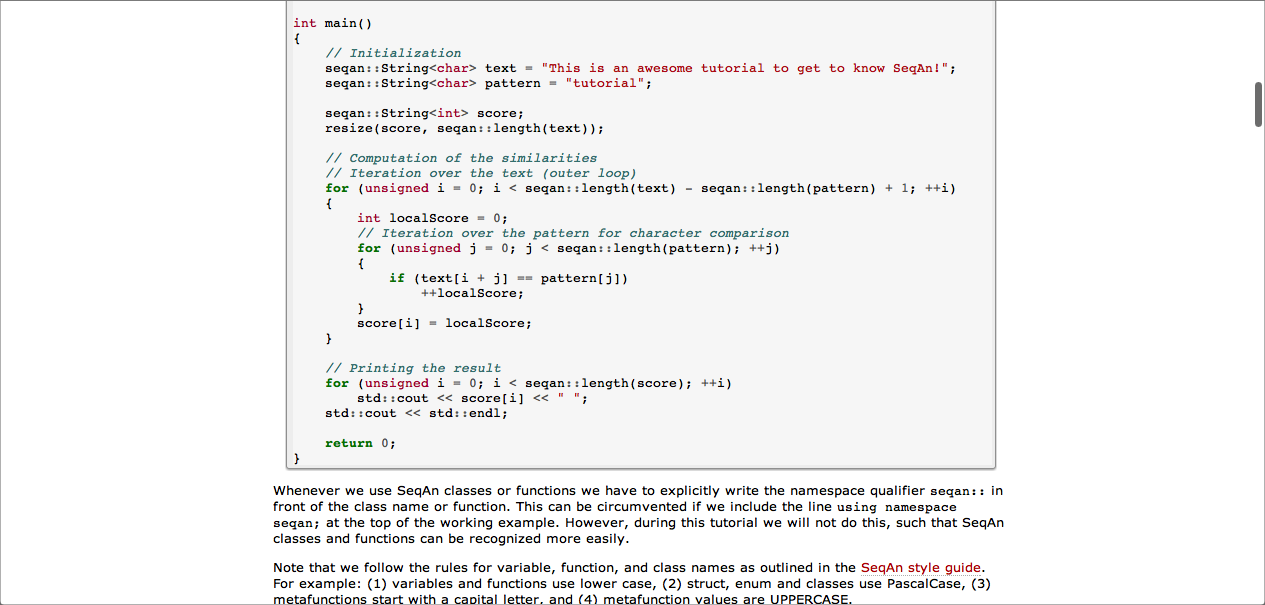 int main()
{
    // Initialization
    seqan::String<char> text = "This is an awesome tutorial to get to know SeqAn!";
    seqan::String<char> pattern = "tutorial";

    seqan::String<int> score;
    resize(score, seqan::length(text));

    // Computation of the similarities
    // Iteration over the text (outer loop)
    for (unsigned i = 0; i < seqan::length(text) - seqan::length(pattern) + 1; ++i)
    {
        int localScore = 0;
        // Iteration over the pattern for character comparison
        for (unsigned j = 0; j < seqan::length(pattern); ++j)
        {
            if (text[i + j] == pattern[j])
                ++localScore;
        }
        score[i] = localScore;
    }

    // Printing the result
    for (unsigned i = 0; i < seqan::length(score); ++i)
        std::cout << score[i] << " ";
    std::cout << std::endl;

    return 0;
}
Whenever we use SeqAn classes or functions we have to explicitly write the namespace qualifier seqan:: in
front of the class name or function. This can be circumvented if we include the line using namespace
seqan; at the top of the working example. However, during this tutorial we will not do this, such that SeqAn
classes and functions can be recognized more easily.
Note that we follow the rules for variable, function, and class names as outlined in the SeqAn style guide.
For example: (1) variables and functions use lower case, (2) struct, enum and classes use PascalCase, (3)
metafunctions start with a capital letter, and (4) metafunction values are UPPERCASE.